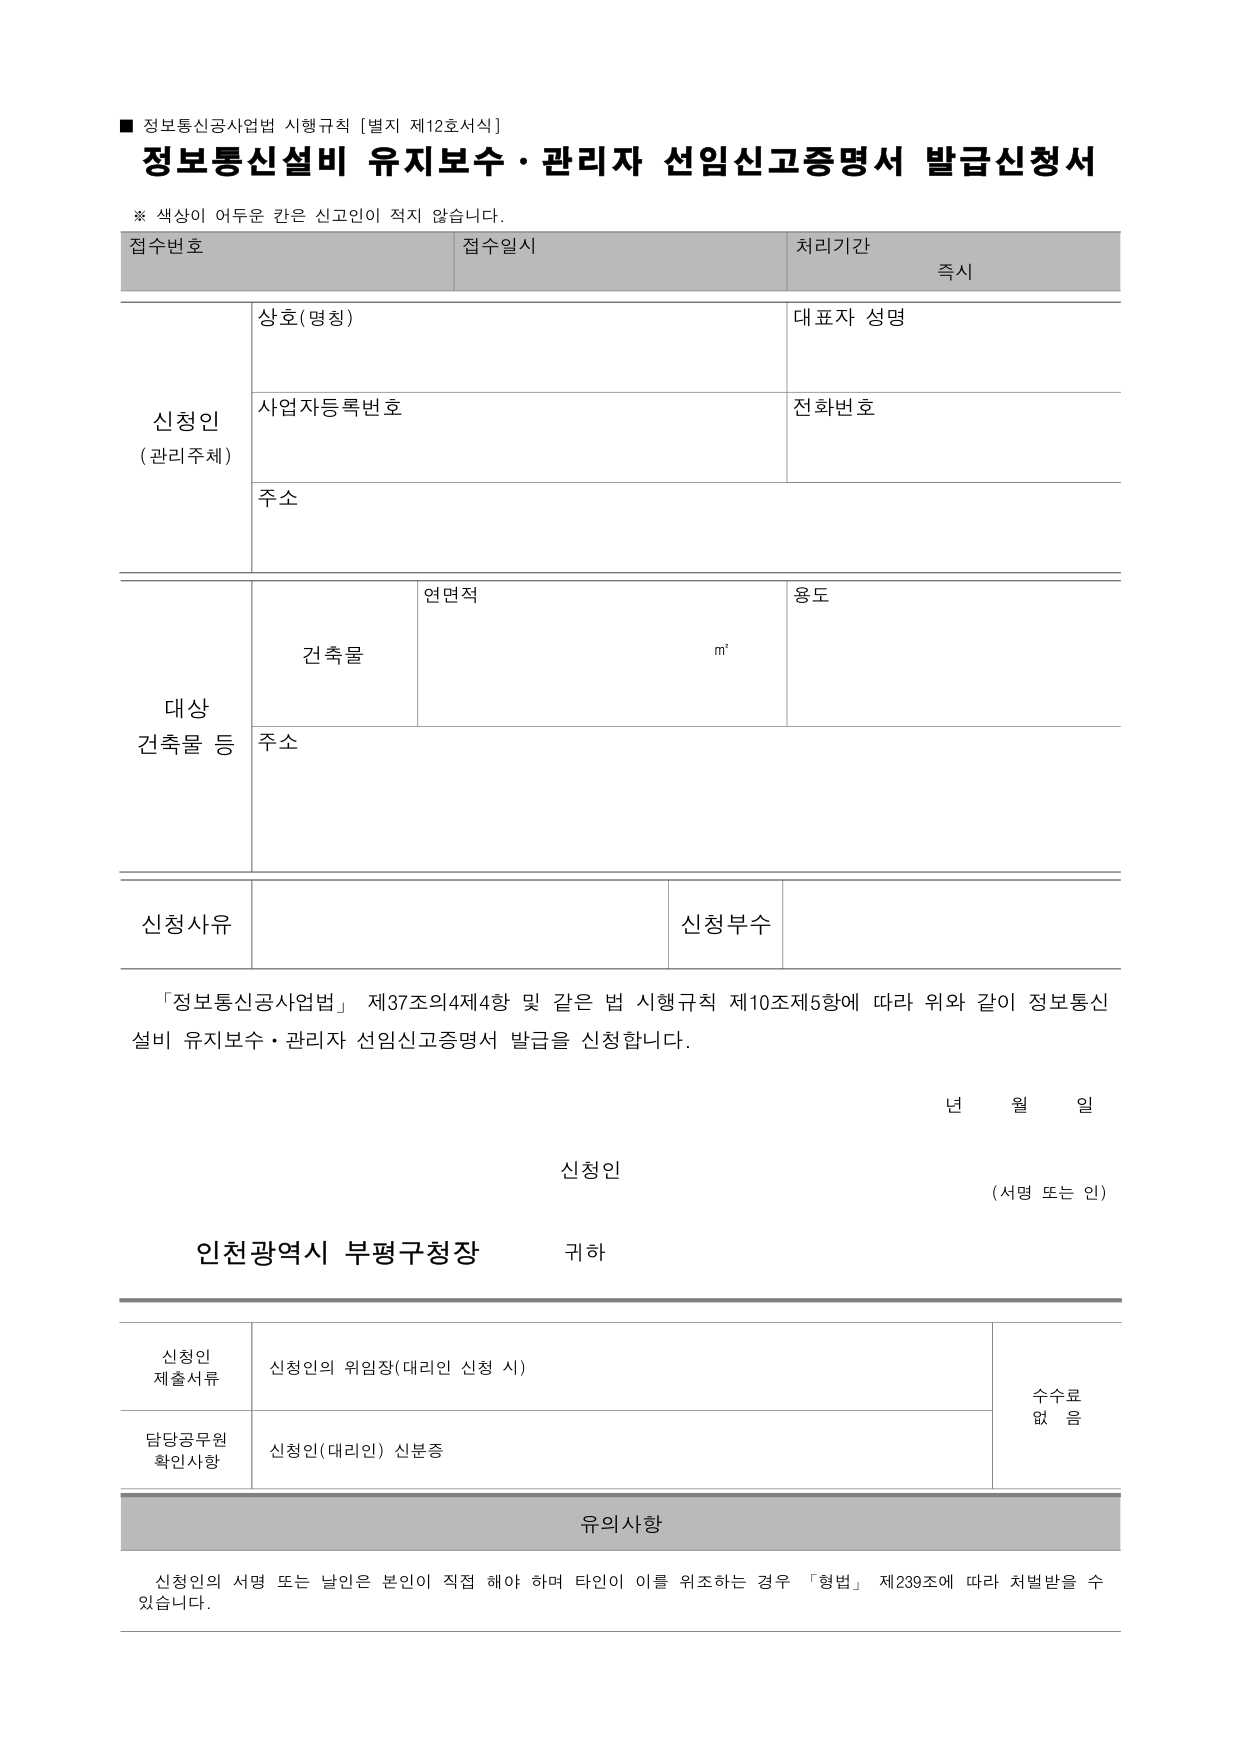 ■ 정보통신공사업법 시행규칙 [별지 제12호서식]
정보통신설비 유지보수·관리자 선임신고증명서 발급신청서
※ 색상이 어두운 칸은 신고인이 적지 않습니다.
접수번호 접수일시 처리기간
즉시
상호(명칭) 대표자 성명
사업자등록번호 전화번호
신청인
(관리주체)
주소
연면적 용도
건축물 ㎡
대상
건축물 등
주소
신청사유 신청부수
「정보통신공사업법」 제37조의4제4항 및 같은 법 시행규칙 제10조제5항에 따라 위와 같이 정보통신
설비 유지보수·관리자 선임신고증명서 발급을 신청합니다.
년 월 일
신청인
(서명 또는 인)
인천광역시 부평구청장 귀하
신청인
제출서류
신청인의 위임장(대리인 신청 시)
수수료
없 음
담당공무원
확인사항
신청인(대리인) 신분증
유의사항
신청인의 서명 또는 날인은 본인이 직접 해야 하며 타인이 이를 위조하는 경우 「형법」 제239조에 따라 처벌받을 수
있습니다.